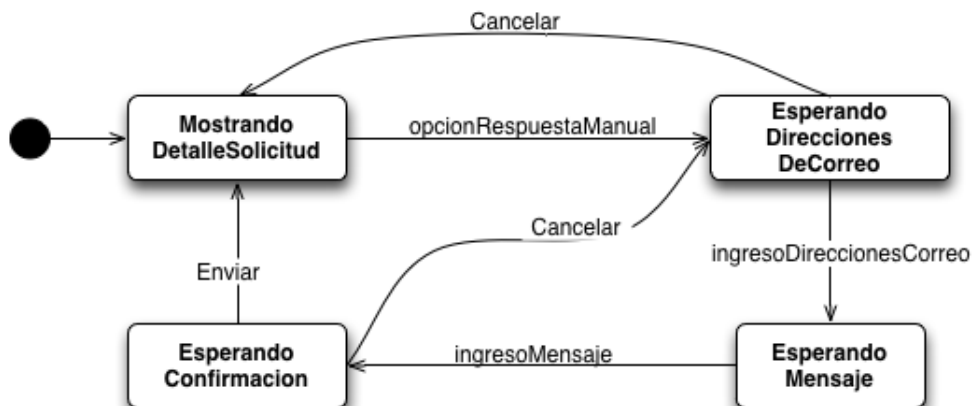 Cancelar
Mostrando
DetalleSolicitud
opcionRespuestaManual
Esperando
Direcciones
DeCorreo
Cancelar
ingresoDireccionesCorreo
Enviar
Esperando
Confirmacion
ingresoMensaje
Esperando
Mensaje